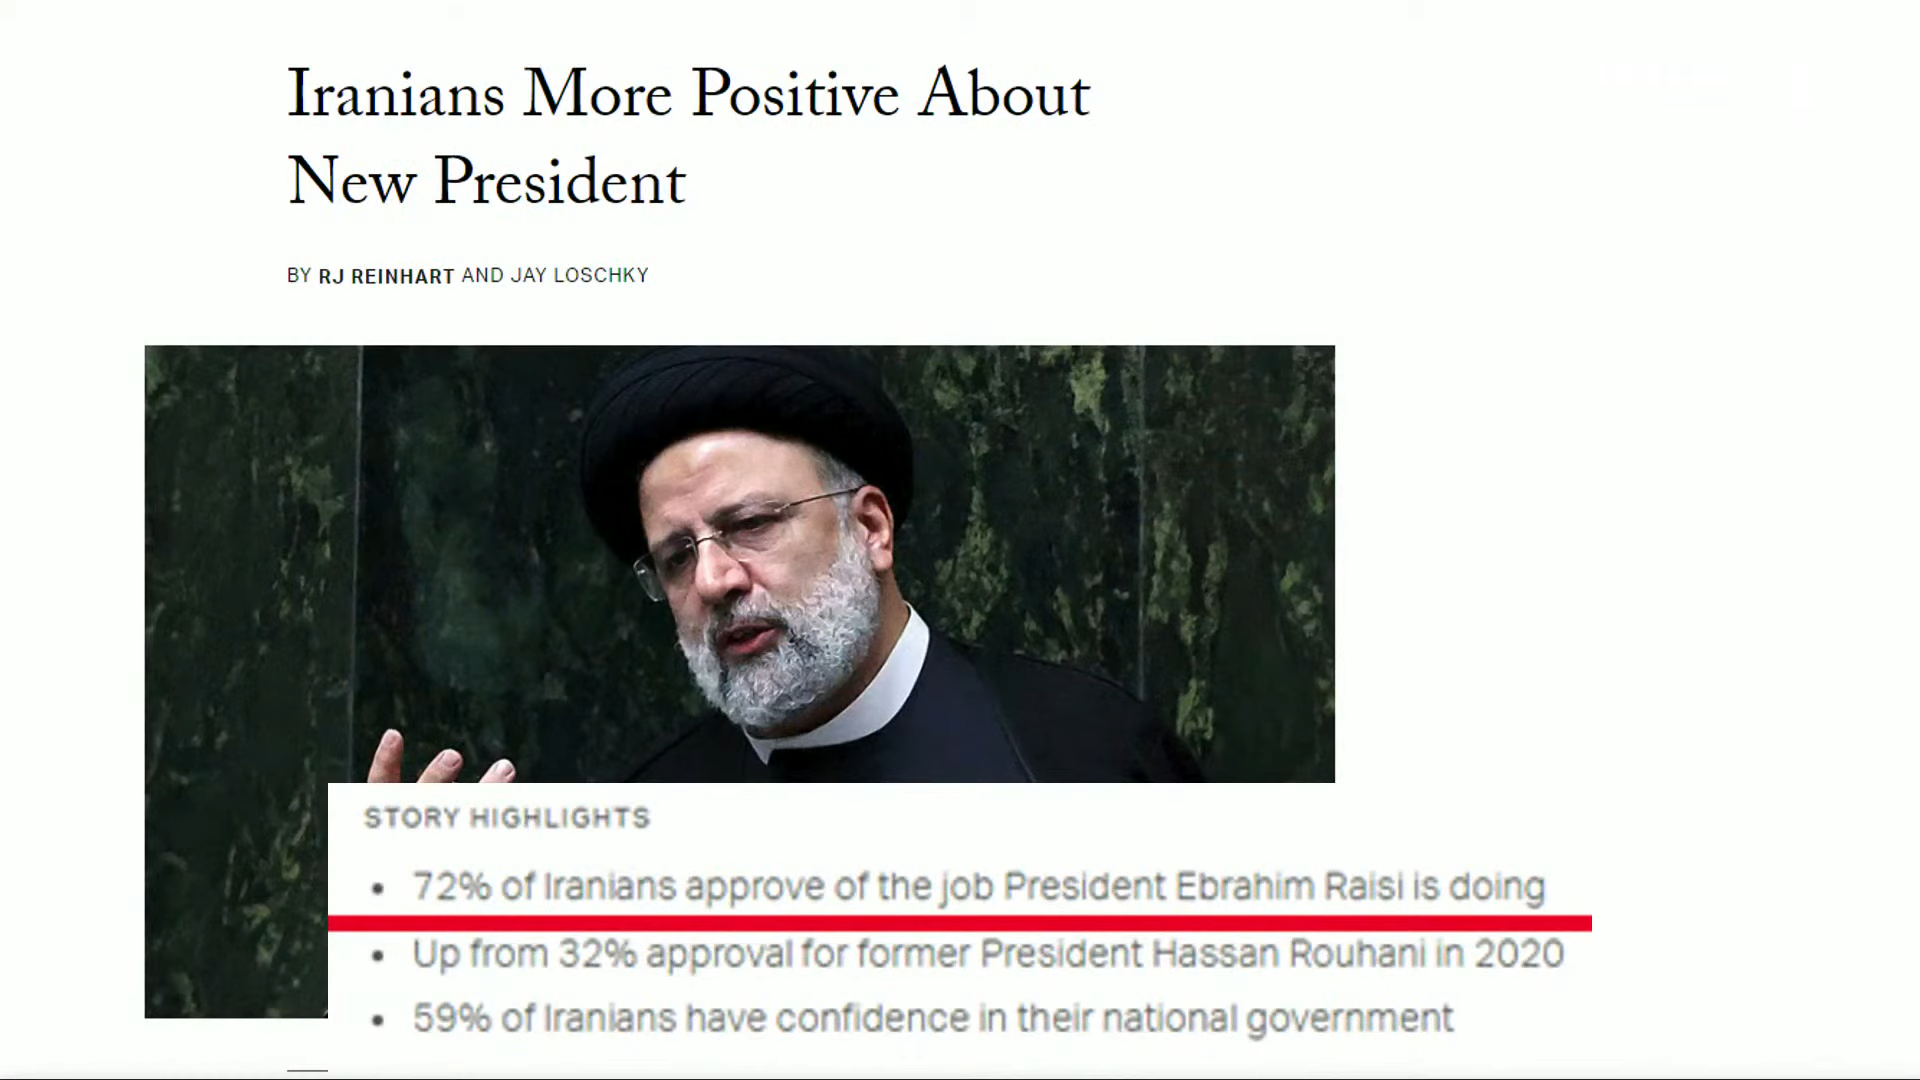 Iranians More Positive About
New President
BY RJ REINHART AND JAY LOSCHKY
STORY HIGHLIGHTS
• 72% of Iranians approve of the job President Ebrahim Raisi is doing
• Up from 32% approval for former President Hassan Rouhani in 2020
• 59% of Iranians have confidence in their national government